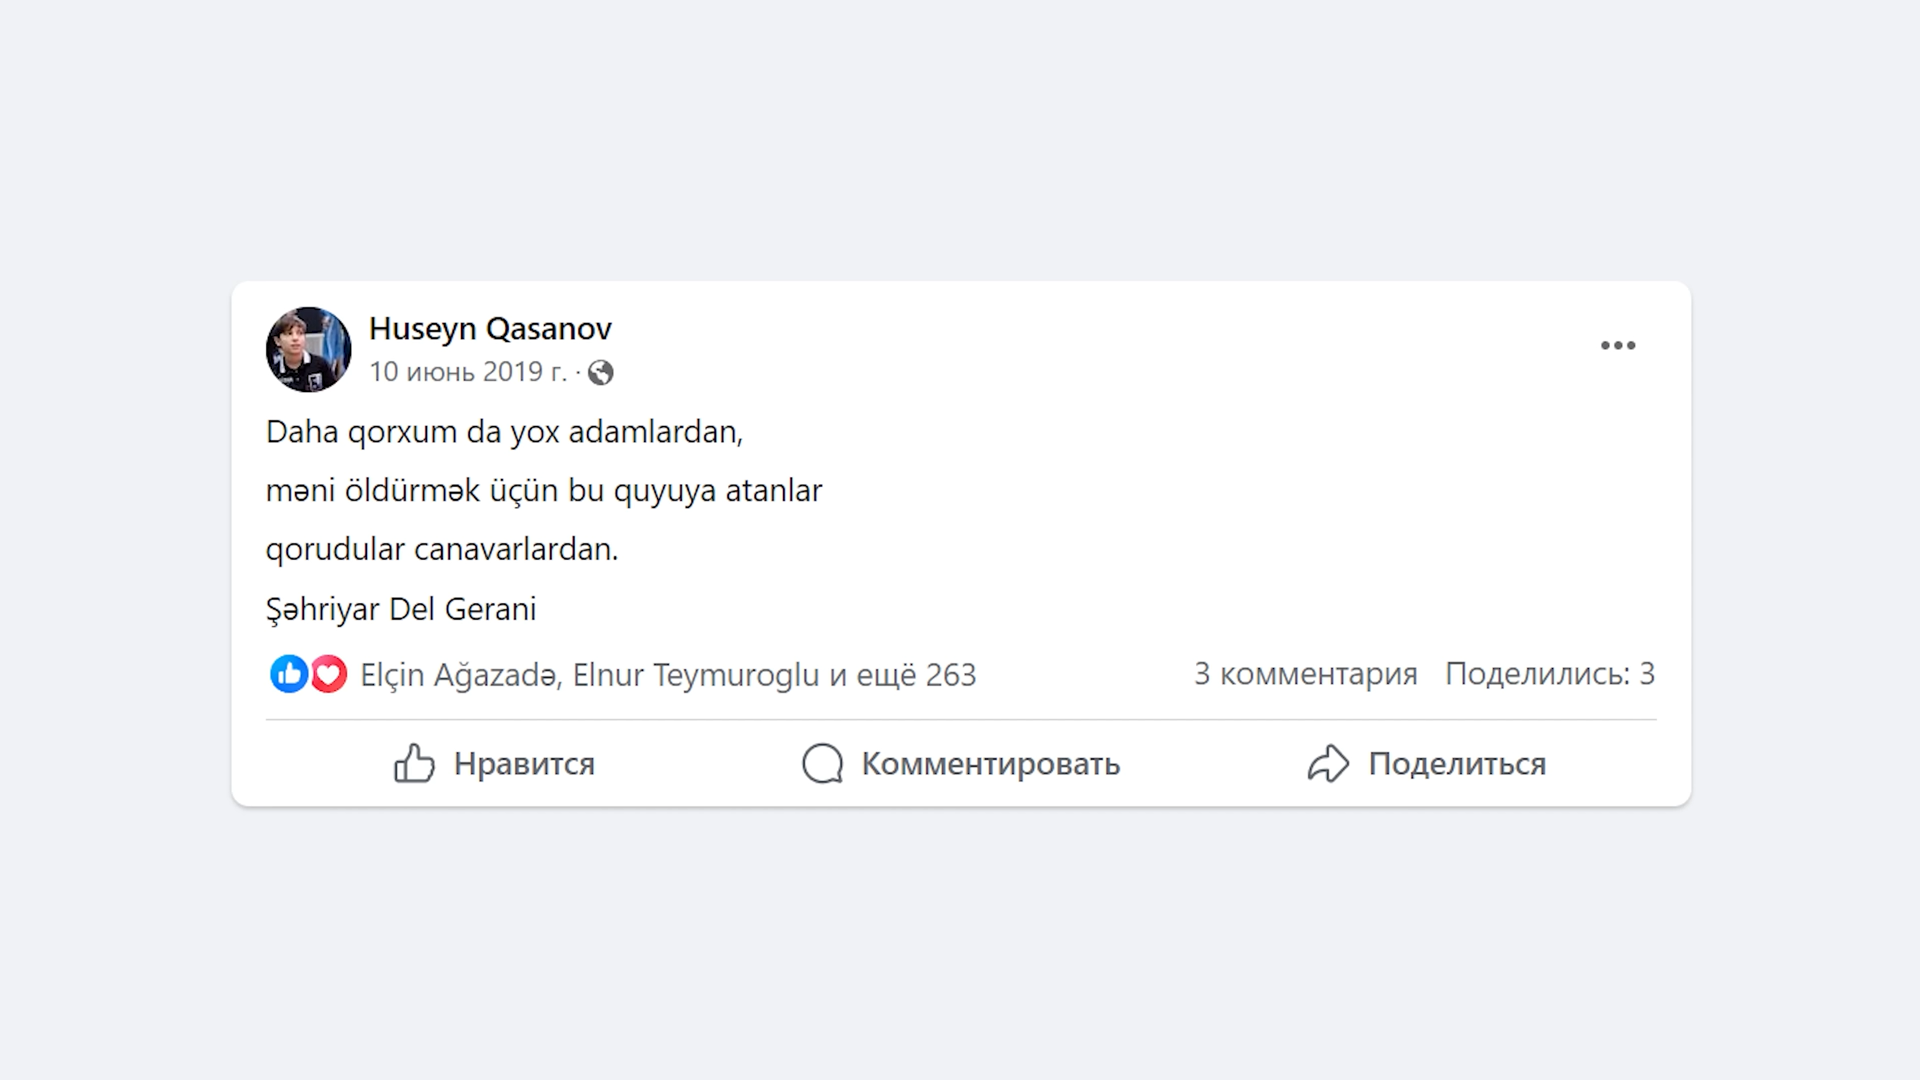 Huseyn Qasanov
10 июнь 2019 г. ·
Daha qorxum da yox adamlardan,
məni öldürmək üçün bu quyuya atanlar
qorudular canavarlardan.
Şəhriyar Del Gerani
Elçin Ağazadə, Elnur Teymuroglu и ещё 263
3 комментария Поделились: 3
Нравится Комментировать Поделиться